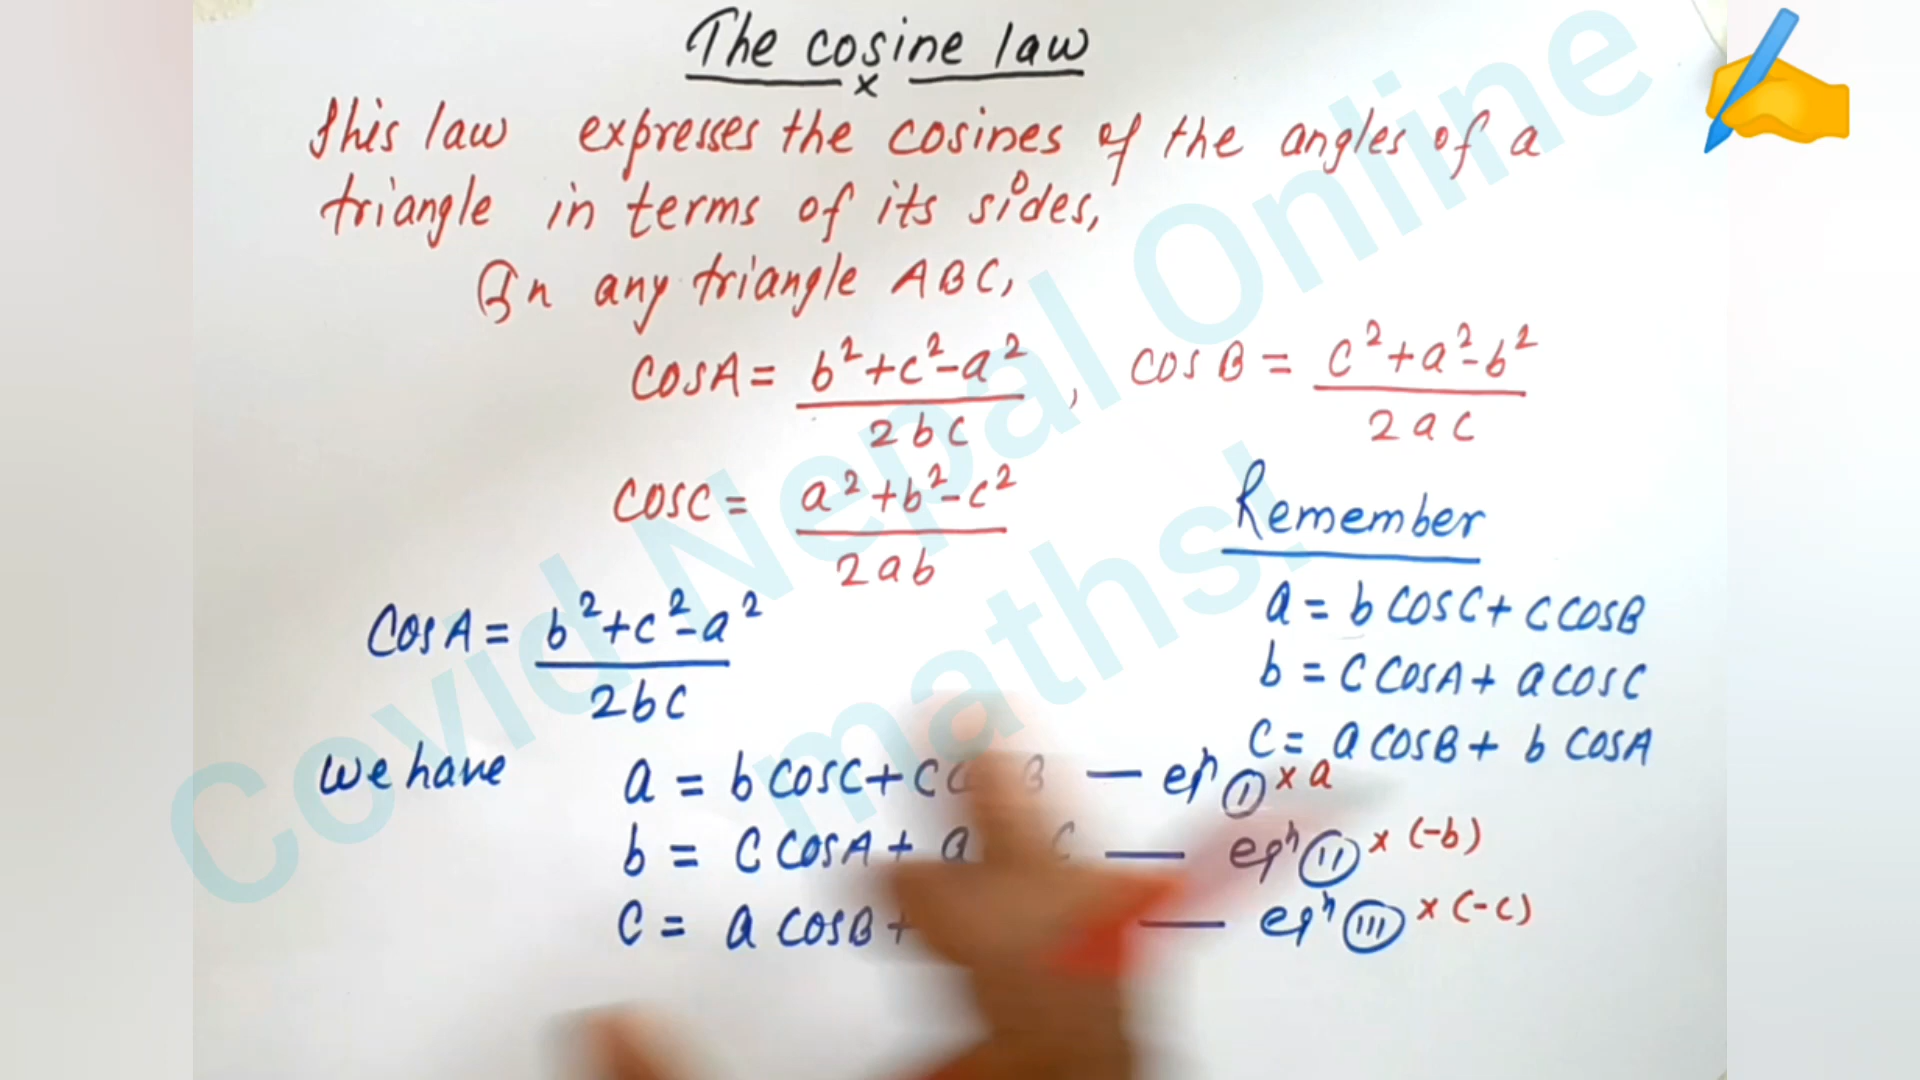 The cosine law
x
This law expresses the cosines of the angles of a
triangle in terms of its sides,
In any triangle ABC,
cosA = b²+c²-a² / 2bc , cos B = c²+a²-b² / 2ac
cosC = a²+b²-c² / 2ab
Remember
a = b cosC + c cosB
b = c cosA + a cosC
c = a cosB + b cosA
CosA = b²+c²-a² / 2bc
we have a = b cosC + c B — eqⁿ (I) × a
b = c cosA + a C — eqⁿ (II) × (-b)
c = a cosB + — eqⁿ (III) × (-c)
Covid Nepal Online
maths!